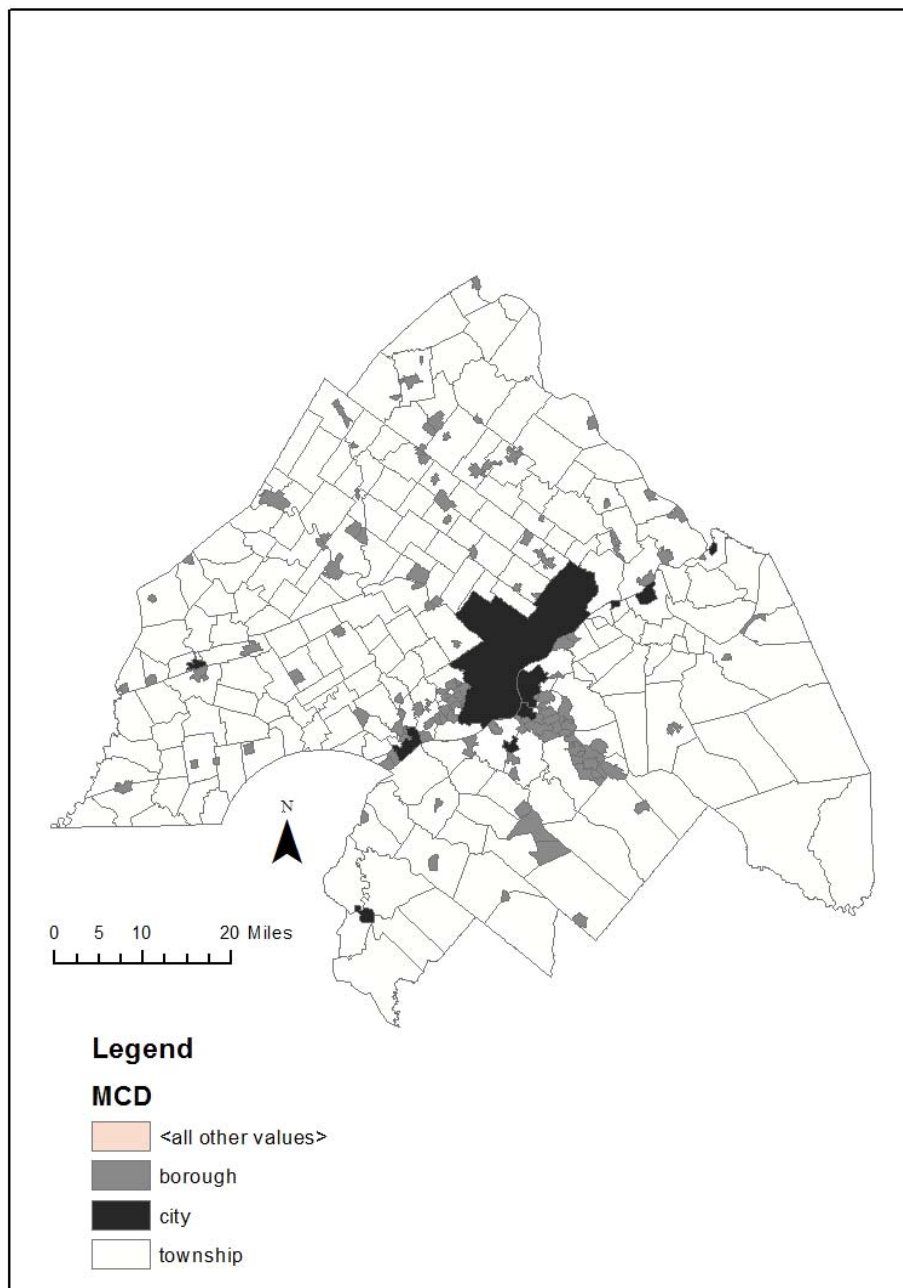 N
0 5 10 20 Miles
Legend
MCD
<all other values>
borough
city
township